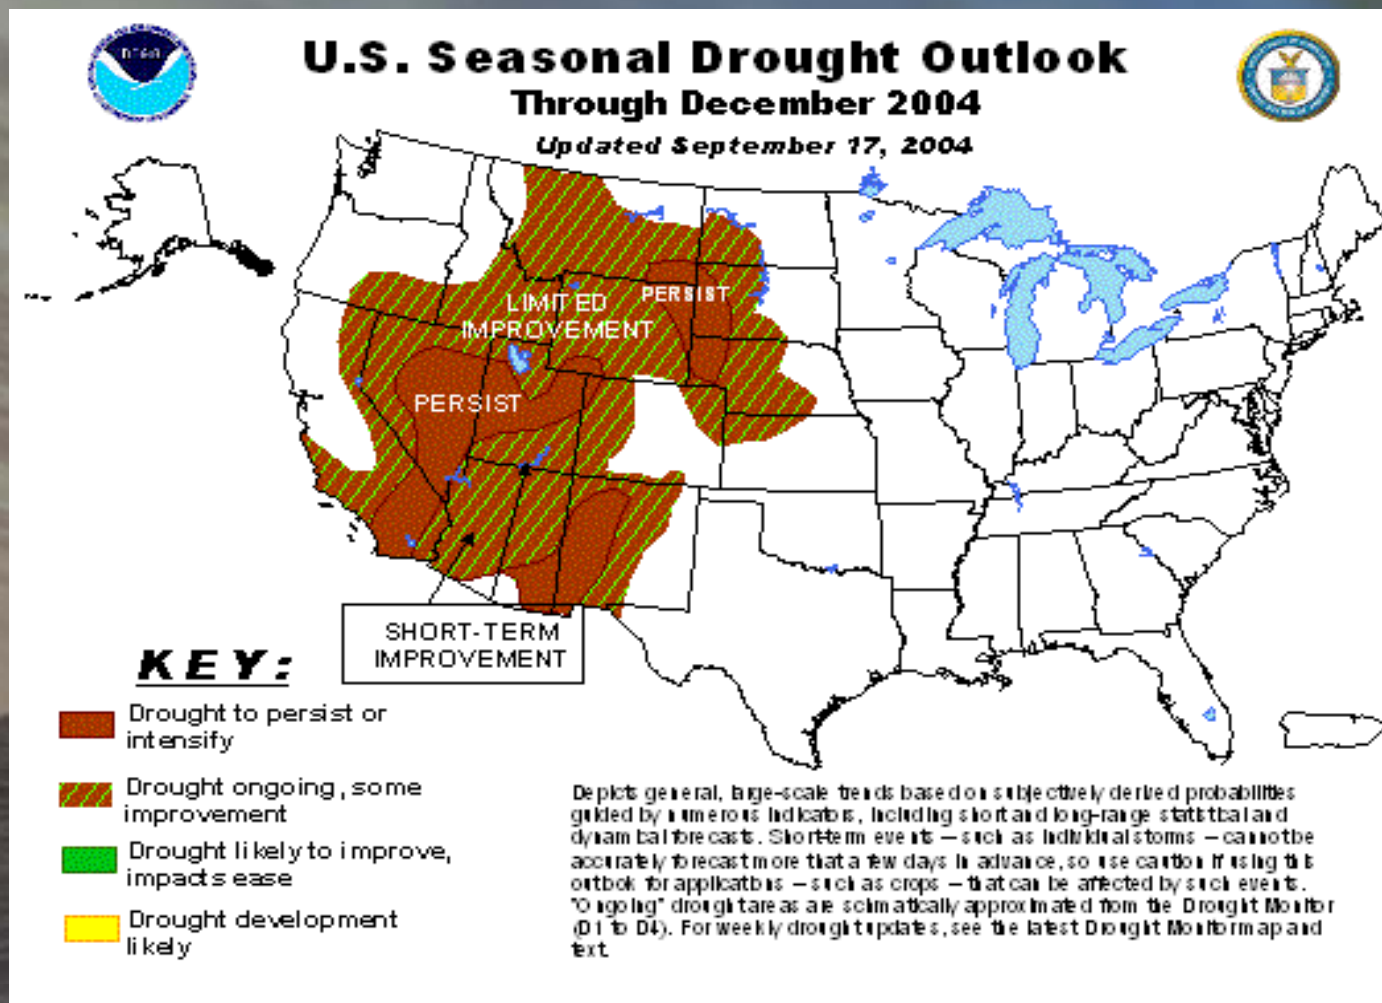 NOAA
U.S. Seasonal Drought Outlook
Through December 2004
Updated September 17, 2004
LIMITED
IMPROVEMENT
PERSIST
PERSIST
SHORT-TERM
IMPROVEMENT
KEY:
Drought to persist or
intensify
Drought ongoing, some
improvement
Drought likely to improve,
impacts ease
Drought development
likely
Depicts general, large-scale trends based on subjectively derived probabilities
guided by numerous indicators, including short and long-range statistical and
dynamical forecasts. Short-term events -- such as individual storms -- cannot be
accurately forecast more that a few days in advance, so use caution if using this
outlook for applications -- such as crops -- that can be affected by such events.
"Ongoing" drought areas are schmatically approximated from the Drought Monitor
(D1 to D4). For weekly drought updates, see the latest Drought Monitor map and
text.